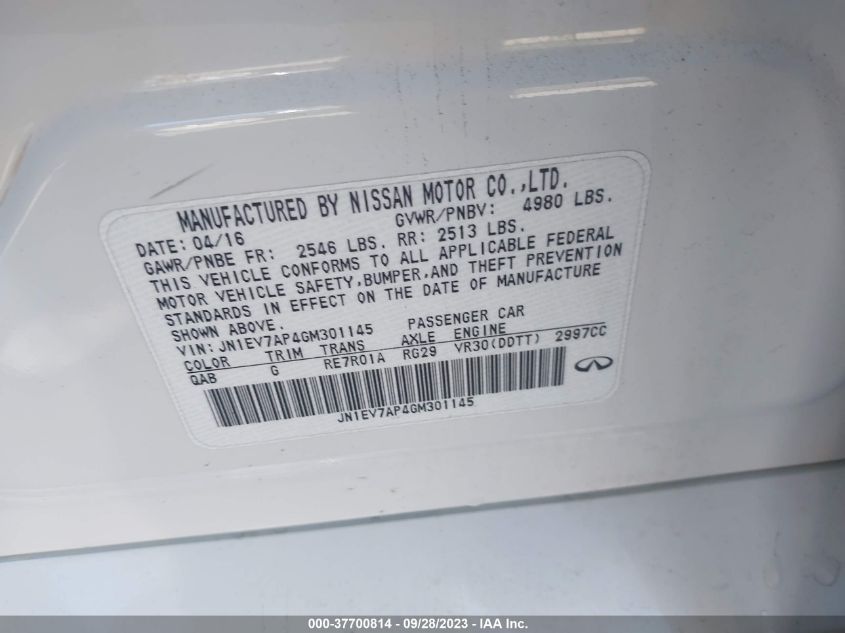 MANUFACTURED BY NISSAN MOTOR CO.,LTD.
DATE: 04/16 GVWR/PNBV: 4980 LBS.
GAWR/PNBE FR: 2546 LBS. RR: 2513 LBS.
THIS VEHICLE CONFORMS TO ALL APPLICABLE FEDERAL
MOTOR VEHICLE SAFETY,BUMPER,AND THEFT PREVENTION
STANDARDS IN EFFECT ON THE DATE OF MANUFACTURE
SHOWN ABOVE.
VIN: JN1EV7AP4GM301145 PASSENGER CAR
COLOR TRIM TRANS AXLE ENGINE
QAB G RE7R01A RG29 VR30(DDTT) 2997CC
JN1EV7AP4GM301145
000-37700814 - 09/28/2023 - IAA Inc.